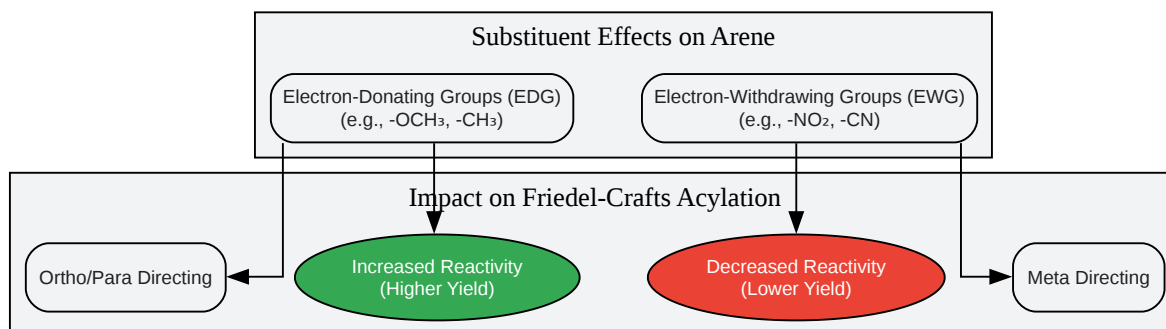 Substituent Effects on Arene
Electron-Donating Groups (EDG)
(e.g., -OCH₃, -CH₃)
Electron-Withdrawing Groups (EWG)
(e.g., -NO₂, -CN)
Impact on Friedel-Crafts Acylation
Ortho/Para Directing
Increased Reactivity
(Higher Yield)
Decreased Reactivity
(Lower Yield)
Meta Directing